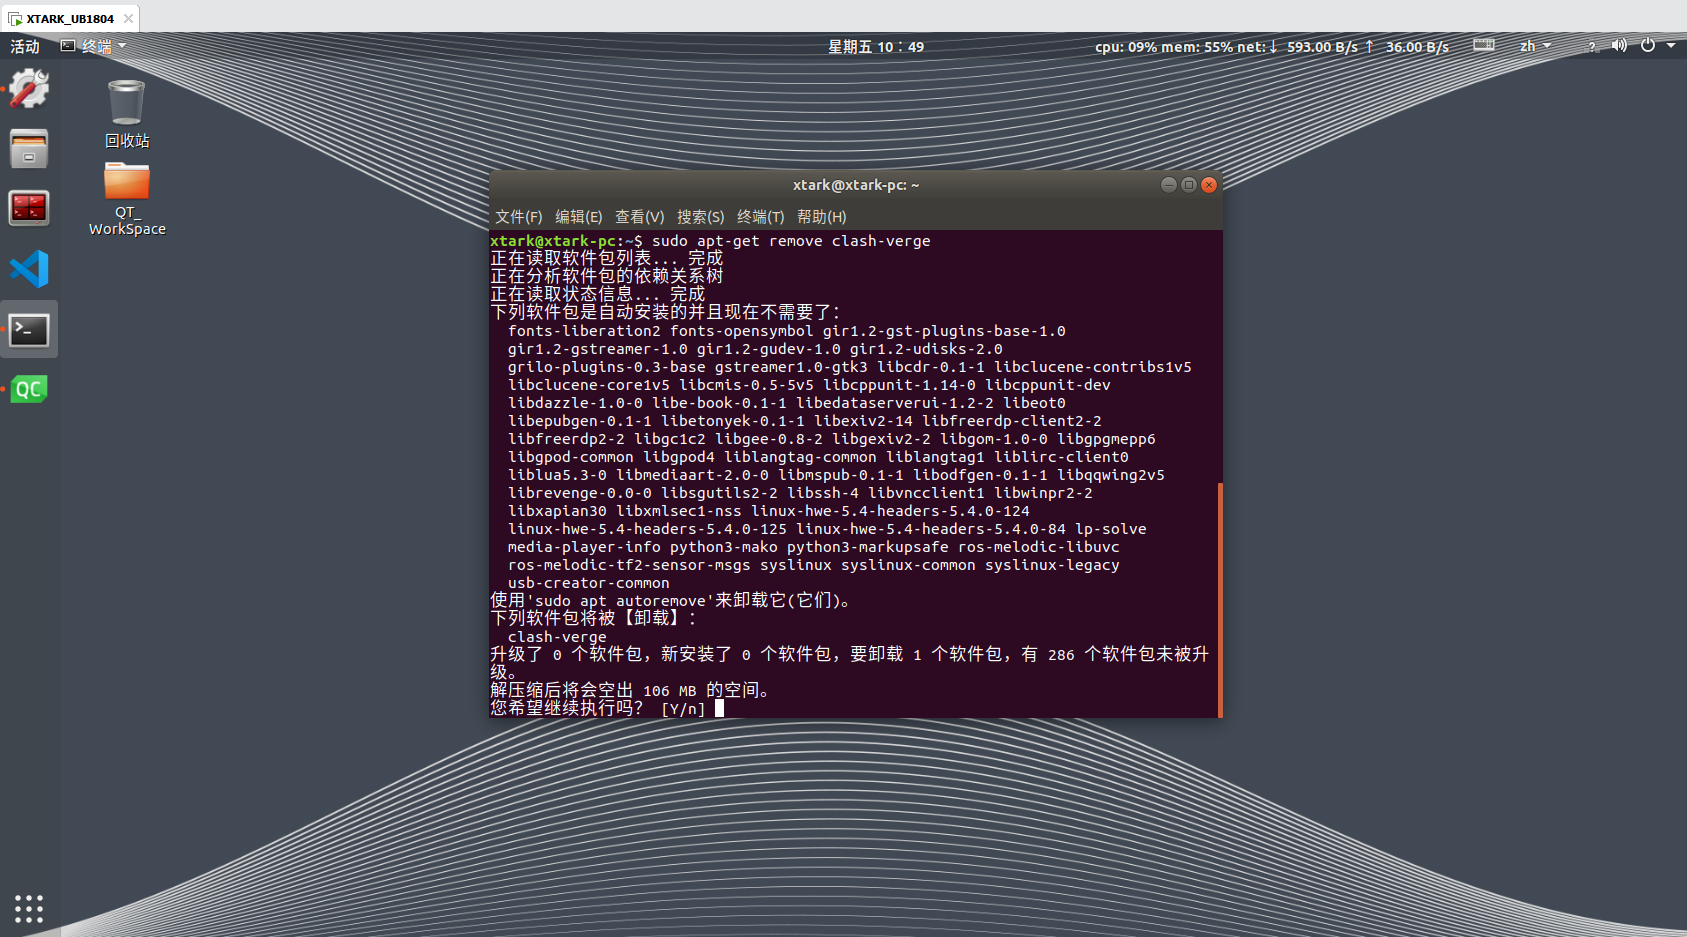 XTARK_UB1804
活动
终端
星期五 10：49
cpu: 09% mem: 55% net:↓ 593.00 B/s ↑ 36.00 B/s
zh
?
回收站
QT_
WorkSpace
QC
xtark@xtark-pc: ~
文件(F) 编辑(E) 查看(V) 搜索(S) 终端(T) 帮助(H)
xtark@xtark-pc:~$ sudo apt-get remove clash-verge
正在读取软件包列表... 完成
正在分析软件包的依赖关系树
正在读取状态信息... 完成
下列软件包是自动安装的并且现在不需要了：
fonts-liberation2 fonts-opensymbol gir1.2-gst-plugins-base-1.0
gir1.2-gstreamer-1.0 gir1.2-gudev-1.0 gir1.2-udisks-2.0
grilo-plugins-0.3-base gstreamer1.0-gtk3 libcdr-0.1-1 libclucene-contribs1v5
libclucene-core1v5 libcmis-0.5-5v5 libcppunit-1.14-0 libcppunit-dev
libdazzle-1.0-0 libe-book-0.1-1 libedataserverui-1.2-2 libeot0
libepubgen-0.1-1 libetonyek-0.1-1 libexiv2-14 libfreerdp-client2-2
libfreerdp2-2 libgc1c2 libgee-0.8-2 libgexiv2-2 libgom-1.0-0 libgpgmepp6
libgpod-common libgpod4 liblangtag-common liblangtag1 liblirc-client0
liblua5.3-0 libmediaart-2.0-0 libmspub-0.1-1 libodfgen-0.1-1 libqqwing2v5
librevenge-0.0-0 libsgutils2-2 libssh-4 libvncclient1 libwinpr2-2
libxapian30 libxmlsec1-nss linux-hwe-5.4-headers-5.4.0-124
linux-hwe-5.4-headers-5.4.0-125 linux-hwe-5.4-headers-5.4.0-84 lp-solve
media-player-info python3-mako python3-markupsafe ros-melodic-libuvc
ros-melodic-tf2-sensor-msgs syslinux syslinux-common syslinux-legacy
usb-creator-common
使用'sudo apt autoremove'来卸载它(它们)。
下列软件包将被【卸载】：
clash-verge
升级了 0 个软件包，新安装了 0 个软件包，要卸载 1 个软件包，有 286 个软件包未被升
级。
解压缩后将会空出 106 MB 的空间。
您希望继续执行吗？ [Y/n]